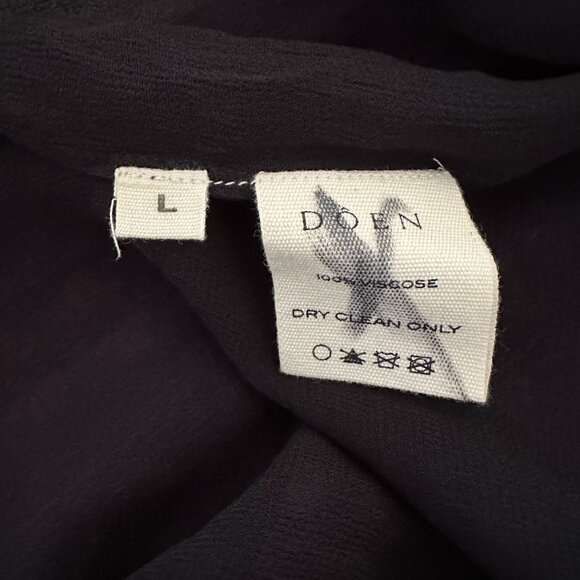 L
DÔEN
100% VISCOSE
DRY CLEAN ONLY